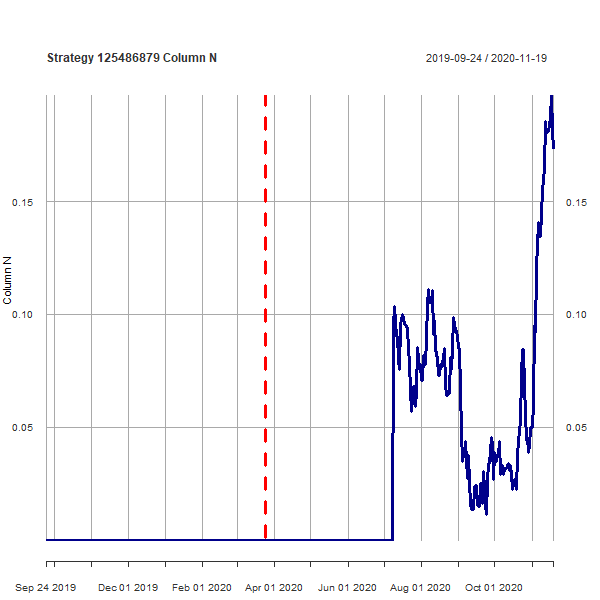 Strategy 125486879 Column N
2019-09-24 / 2020-11-19
0.15
0.15
0.10
0.10
0.05
0.05
Column N
Sep 24 2019
Dec 01 2019
Feb 01 2020
Apr 01 2020
Jun 01 2020
Aug 01 2020
Oct 01 2020